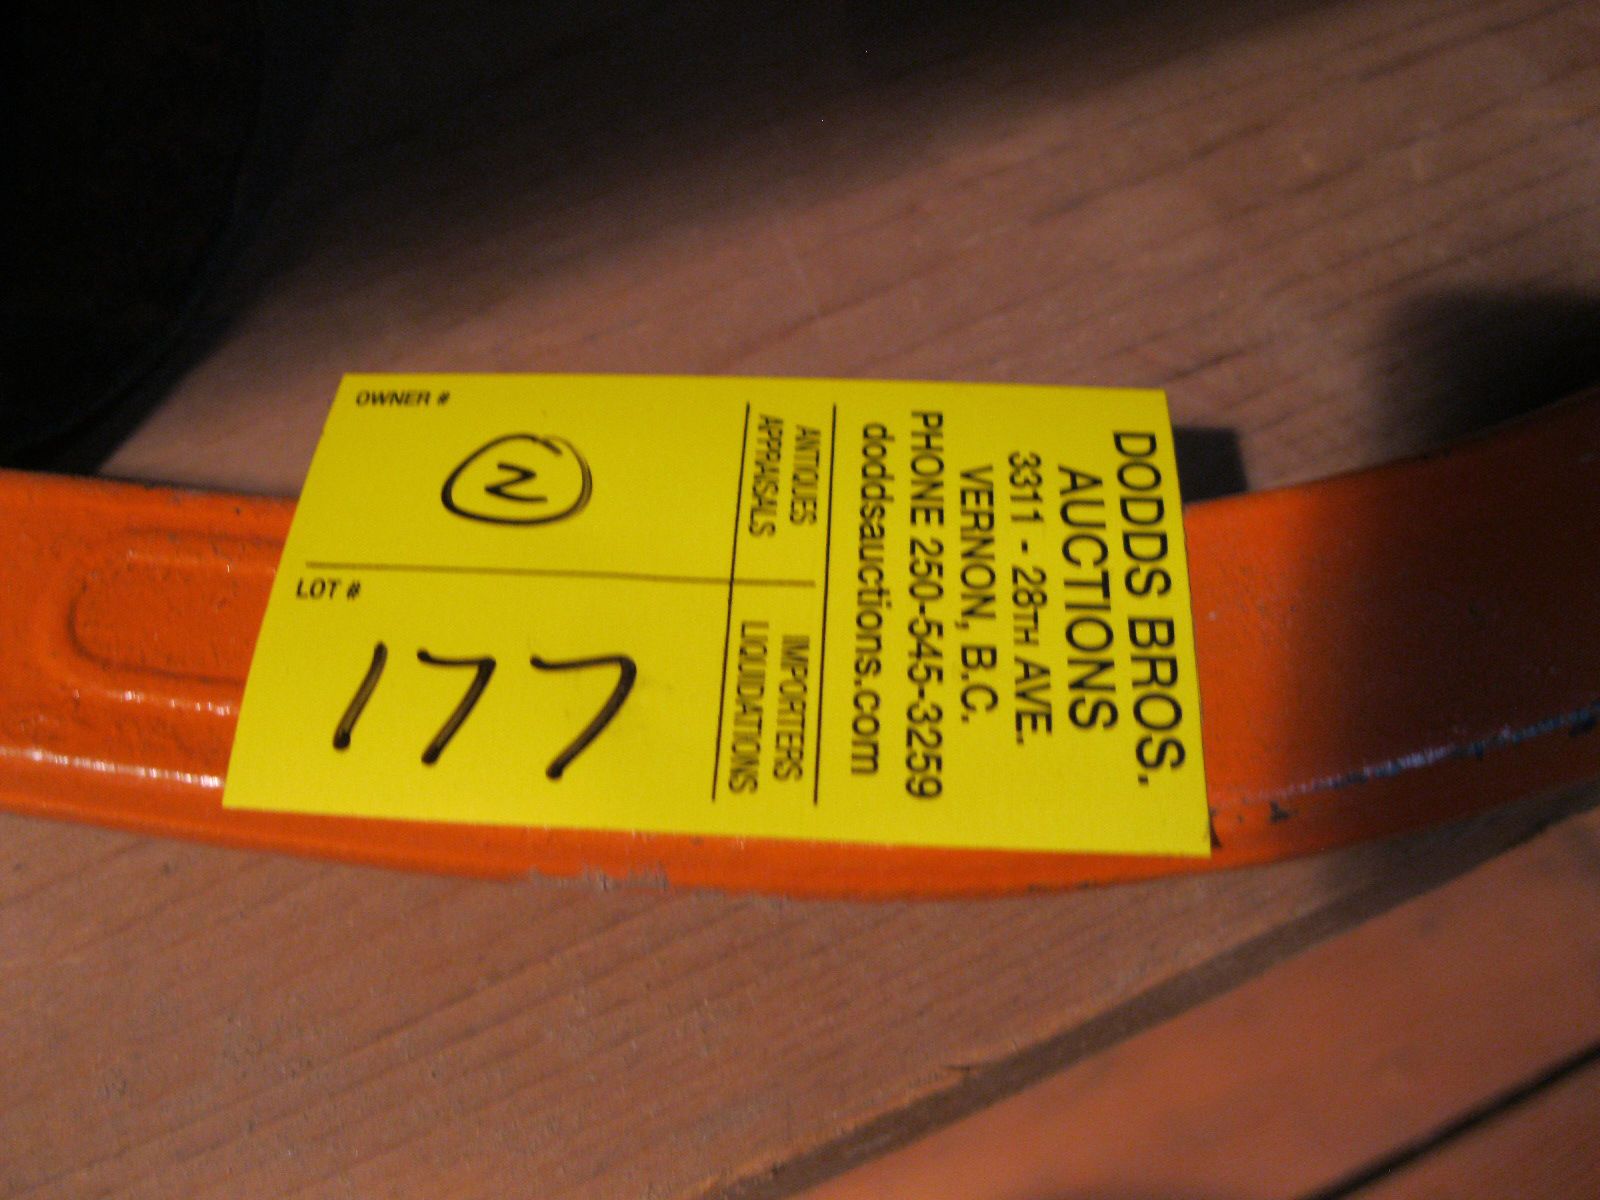 DODDS BROS.
AUCTIONS
3311 - 28TH AVE.
VERNON, B.C.
PHONE 250-545-3259
doddsauctions.com
ANTIQUES
APPRAISALS
IMPORTERS
LIQUIDATIONS
OWNER #
N
LOT #
177